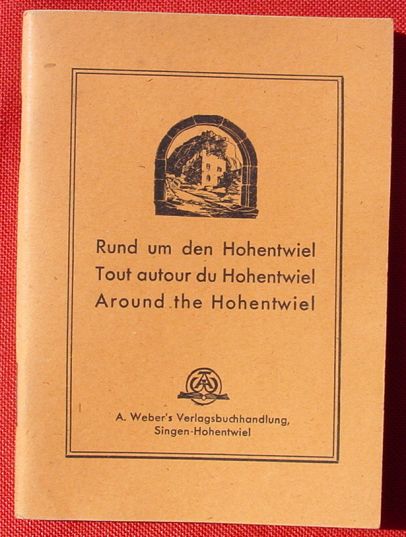 Rund um den Hohentwiel
Tout autour du Hohentwiel
Around the Hohentwiel
A. Weber's Verlagsbuchhandlung,
Singen-Hohentwiel